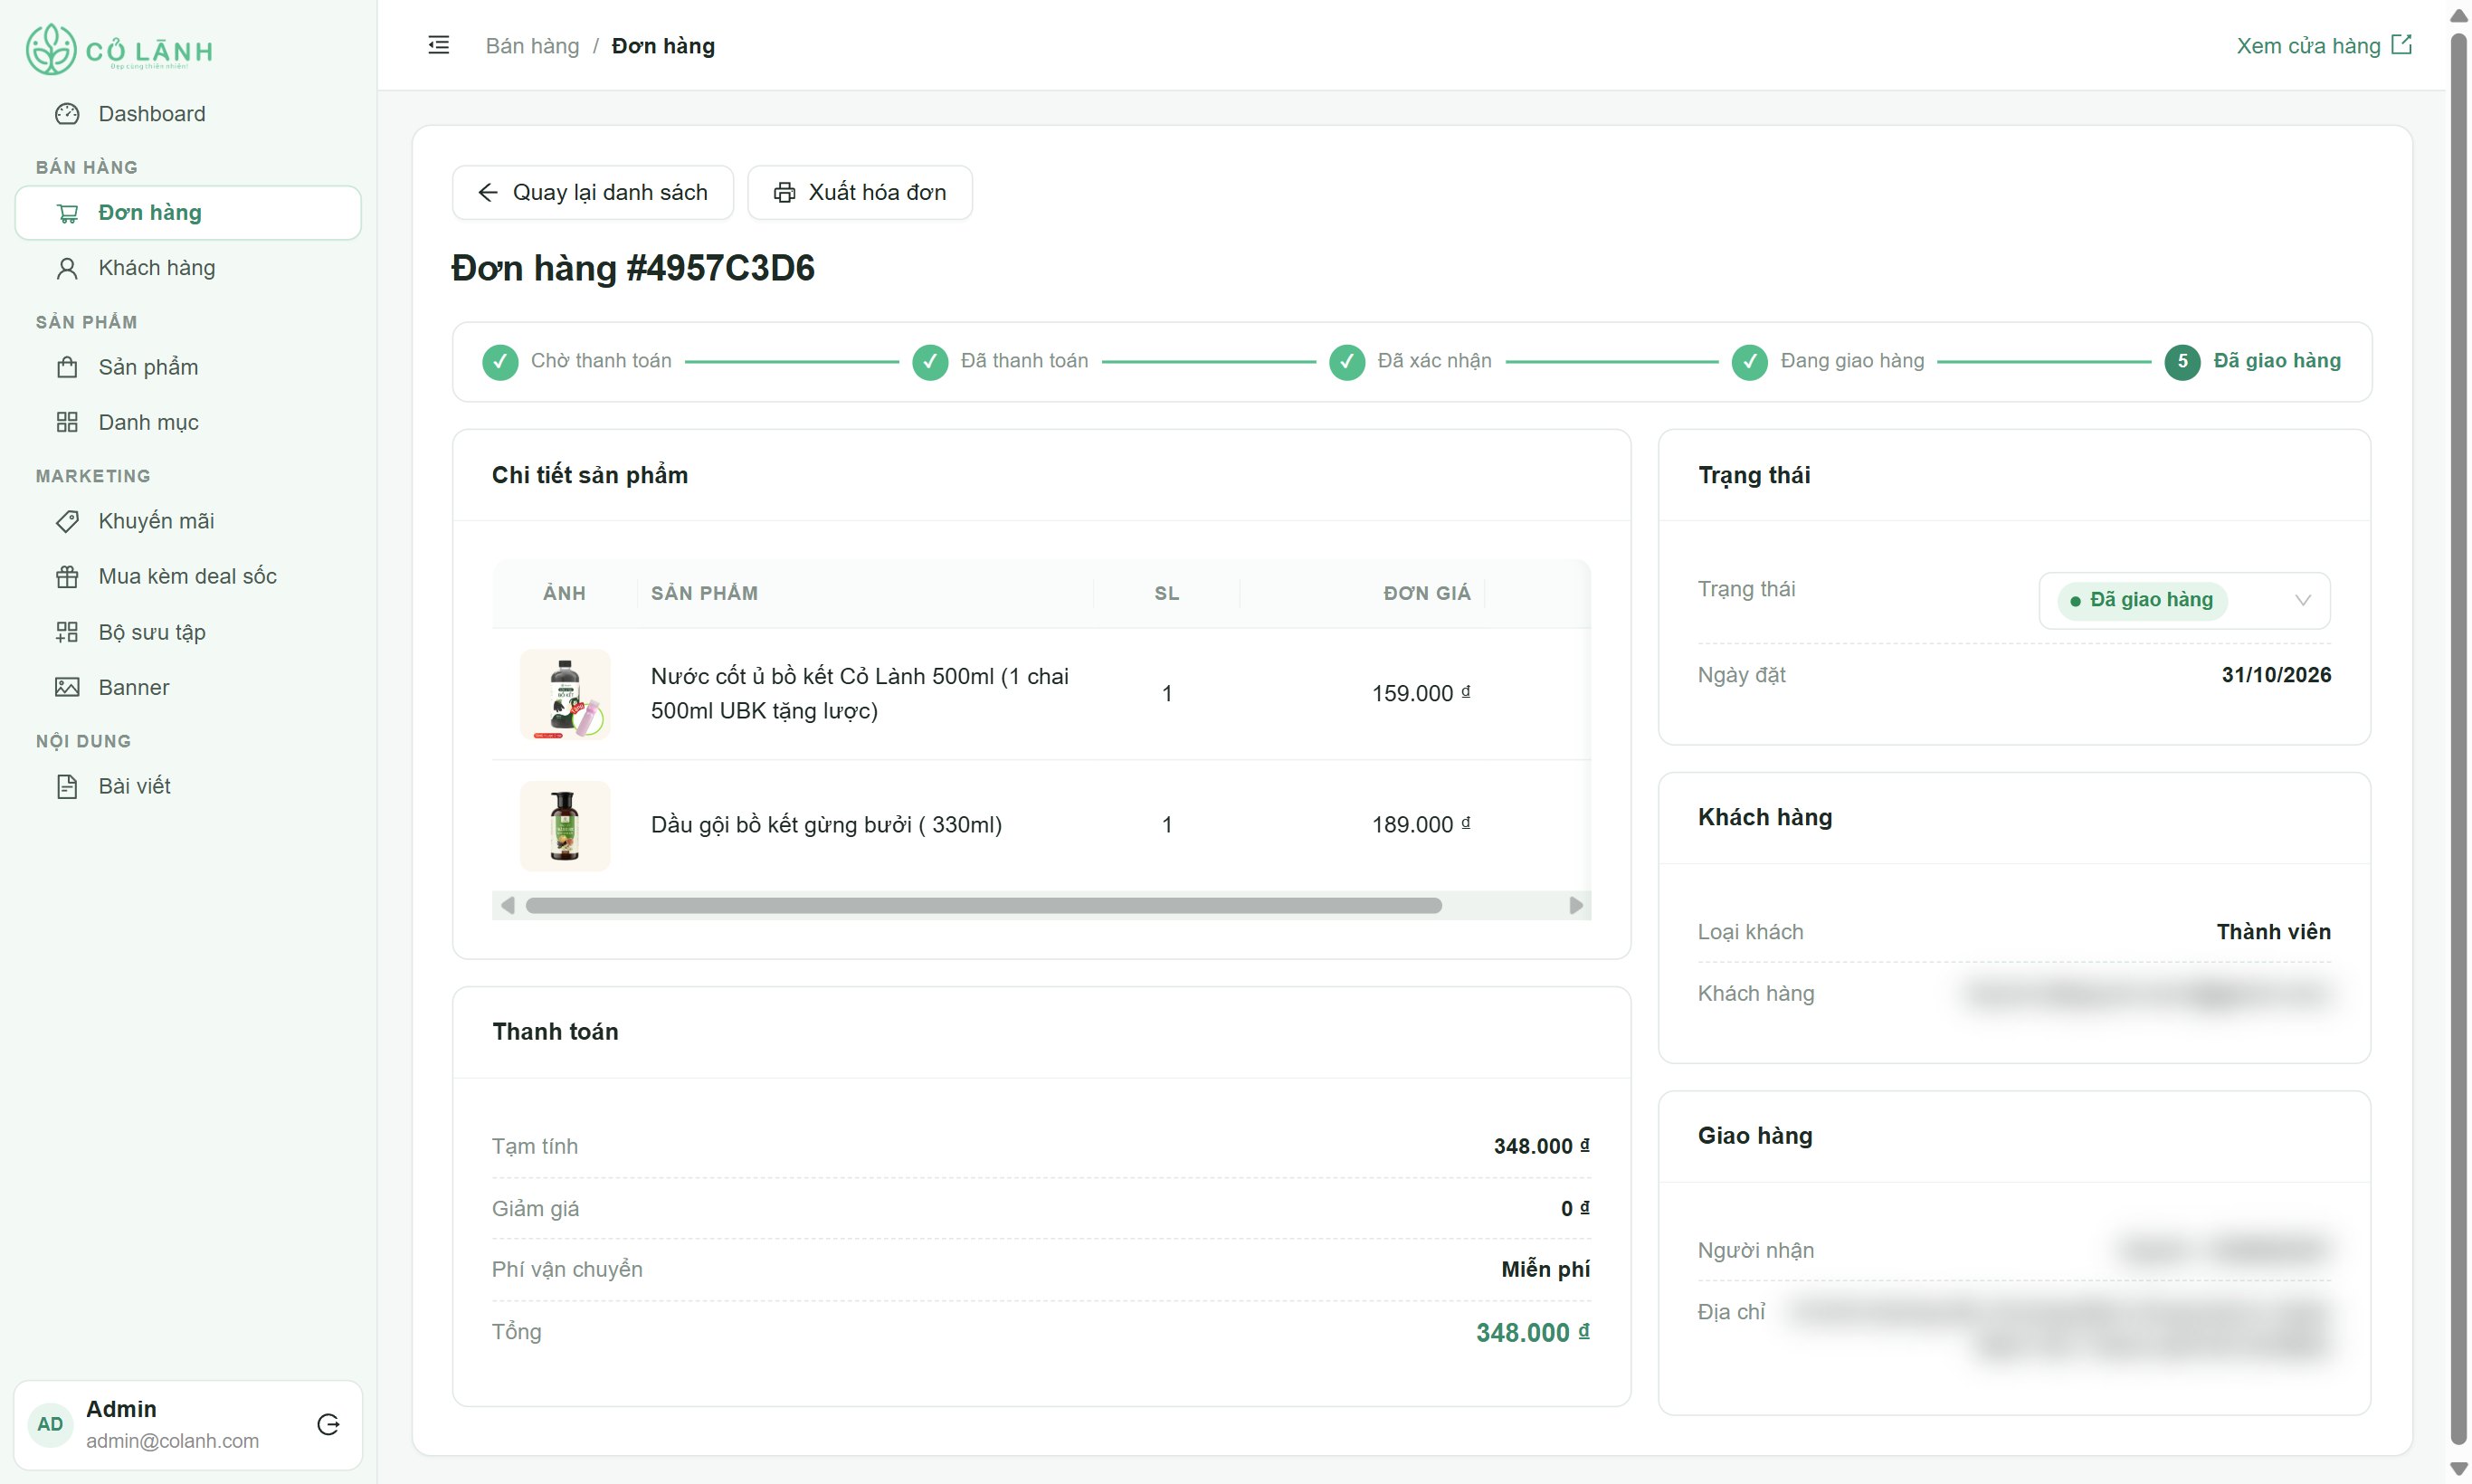 CỎ LÀNH
Đẹp cùng thiên nhiên!
Dashboard
BÁN HÀNG
Đơn hàng
Khách hàng
SẢN PHẨM
Sản phẩm
Danh mục
MARKETING
Khuyến mãi
Mua kèm deal sốc
Bộ sưu tập
Banner
NỘI DUNG
Bài viết
AD
Admin
admin@colanh.com
Bán hàng / Đơn hàng
Xem cửa hàng
Quay lại danh sách
Xuất hóa đơn
Đơn hàng #4957C3D6
Chờ thanh toán
Đã thanh toán
Đã xác nhận
Đang giao hàng
5 Đã giao hàng
Chi tiết sản phẩm
ẢNH SẢN PHẨM SL ĐƠN GIÁ
Nước cốt ủ bồ kết Cỏ Lành 500ml (1 chai
500ml UBK tặng lược)
1
159.000 ₫
Dầu gội bồ kết gừng bưởi ( 330ml)
1
189.000 ₫
Thanh toán
Tạm tính 348.000 ₫
Giảm giá 0 ₫
Phí vận chuyển Miễn phí
Tổng 348.000 ₫
Trạng thái
Trạng thái Đã giao hàng
Ngày đặt 31/10/2026
Khách hàng
Loại khách Thành viên
Khách hàng
Giao hàng
Người nhận
Địa chỉ